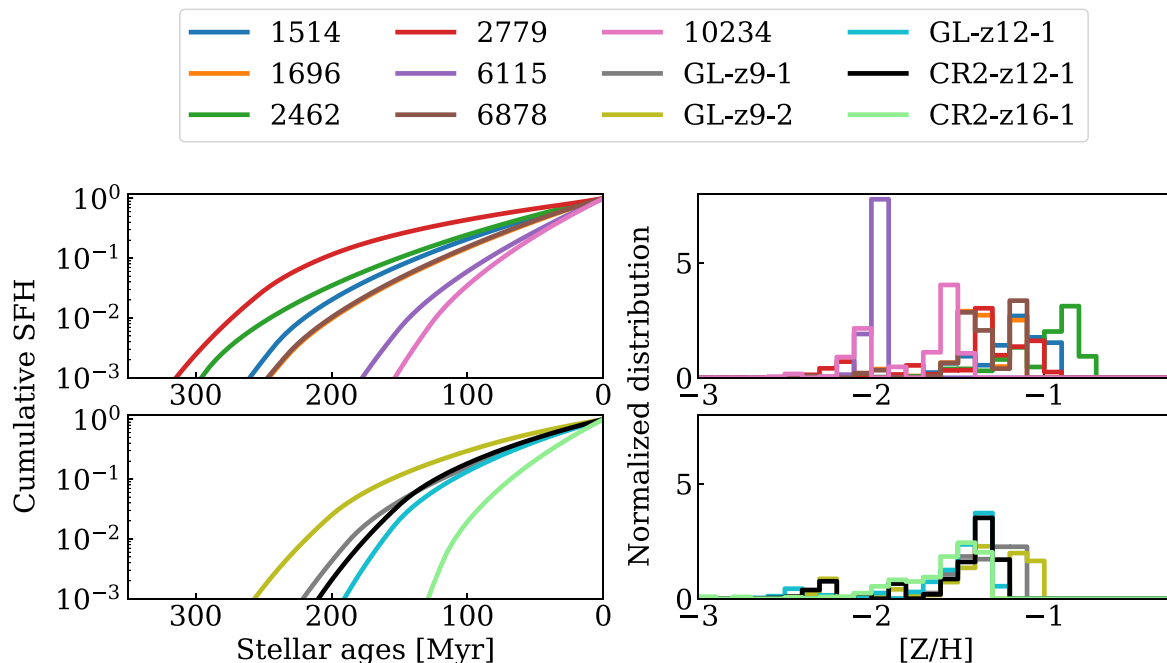 1514 2779 10234 GL-z12-1
1696 6115 GL-z9-1 CR2-z12-1
2462 6878 GL-z9-2 CR2-z16-1
Cumulative SFH
10^0
10^-1
10^-2
10^-3
300 200 100 0
10^0
10^-1
10^-2
10^-3
300 200 100 0
Stellar ages [Myr]
Normalized distribution
5
0
−3 −2 −1
5
0
−3 −2 −1
[Z/H]